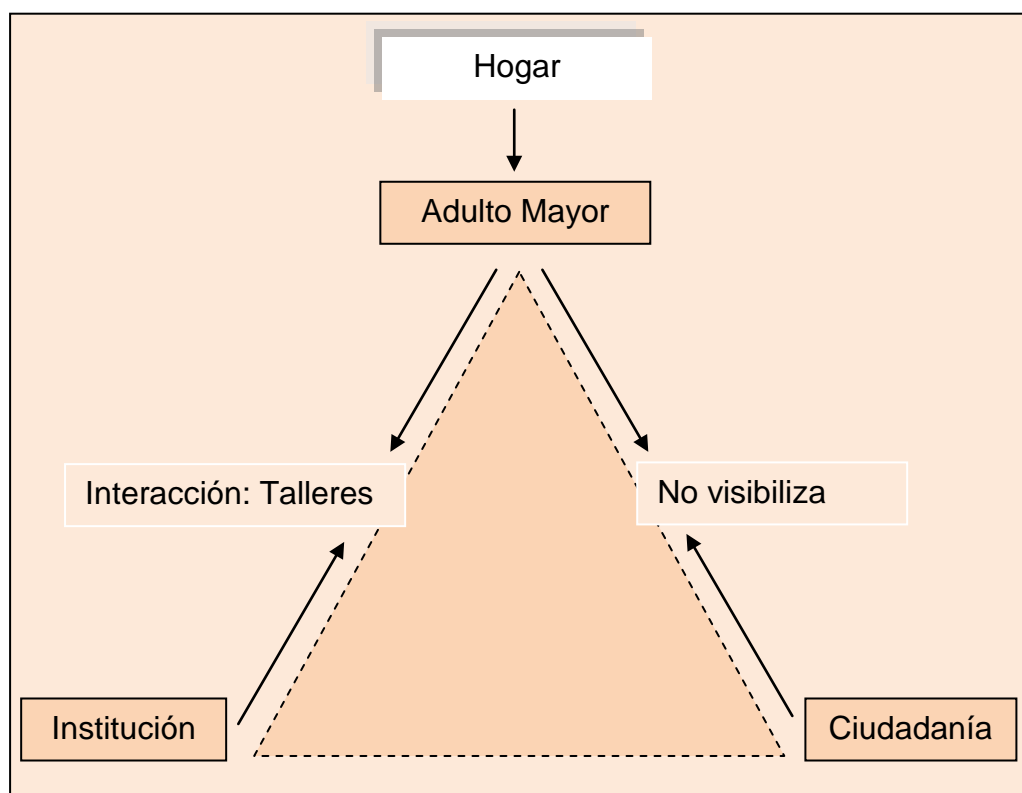 Hogar
Adulto Mayor
Interacción: Talleres
No visibiliza
Institución
Ciudadanía